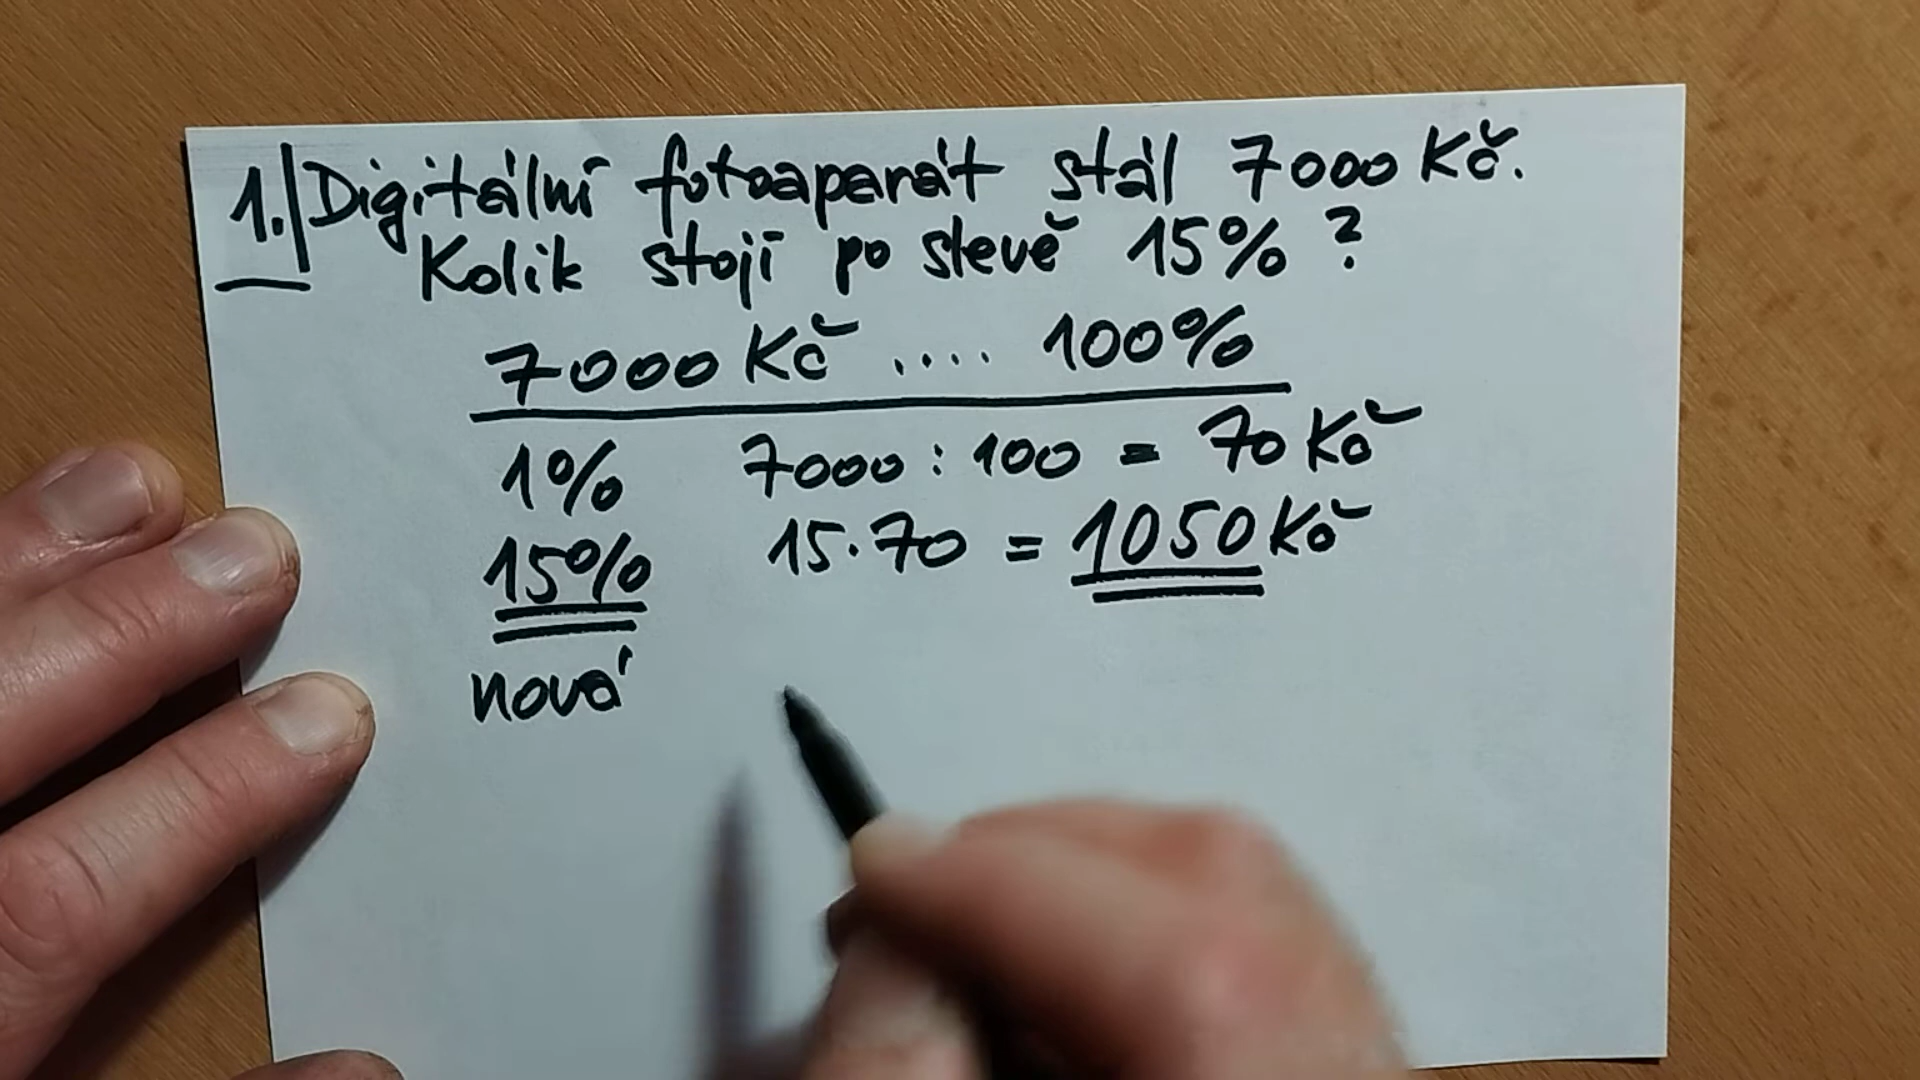 1. Digitální fotoaparát stál 7000 Kč.
Kolik stojí po slevě 15% ?
7000 Kč .... 100%
1% 7000 : 100 = 70 Kč
15% 15 · 70 = 1050 Kč
nová